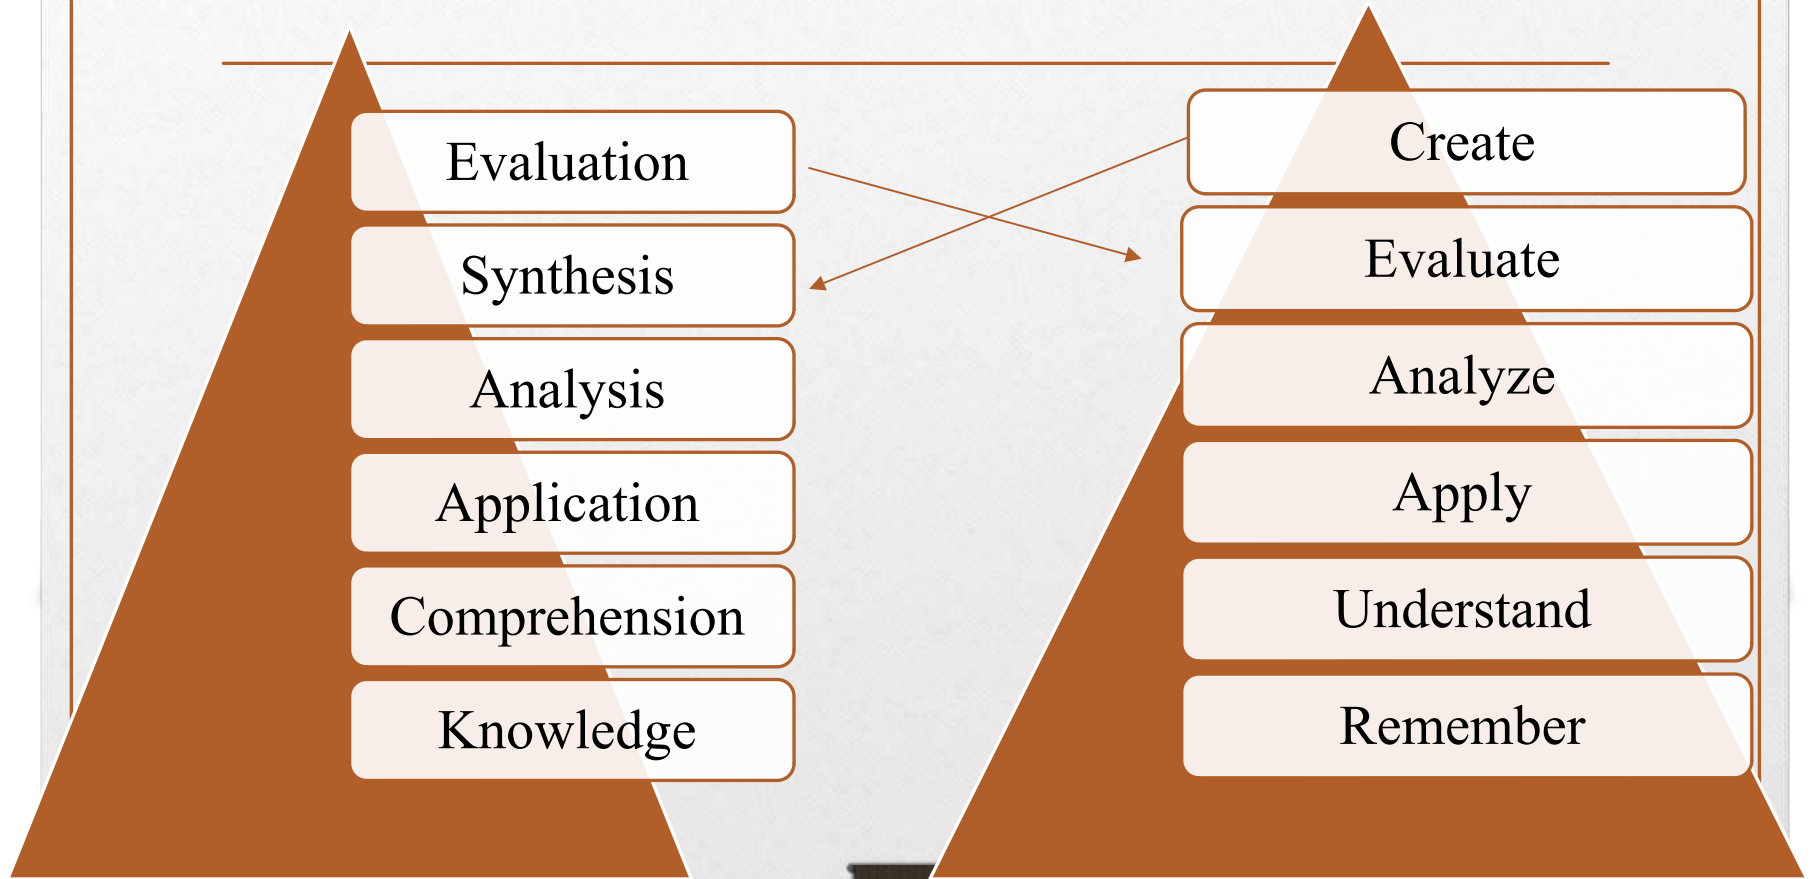 Evaluation
Synthesis
Analysis
Application
Comprehension
Knowledge
Create
Evaluate
Analyze
Apply
Understand
Remember